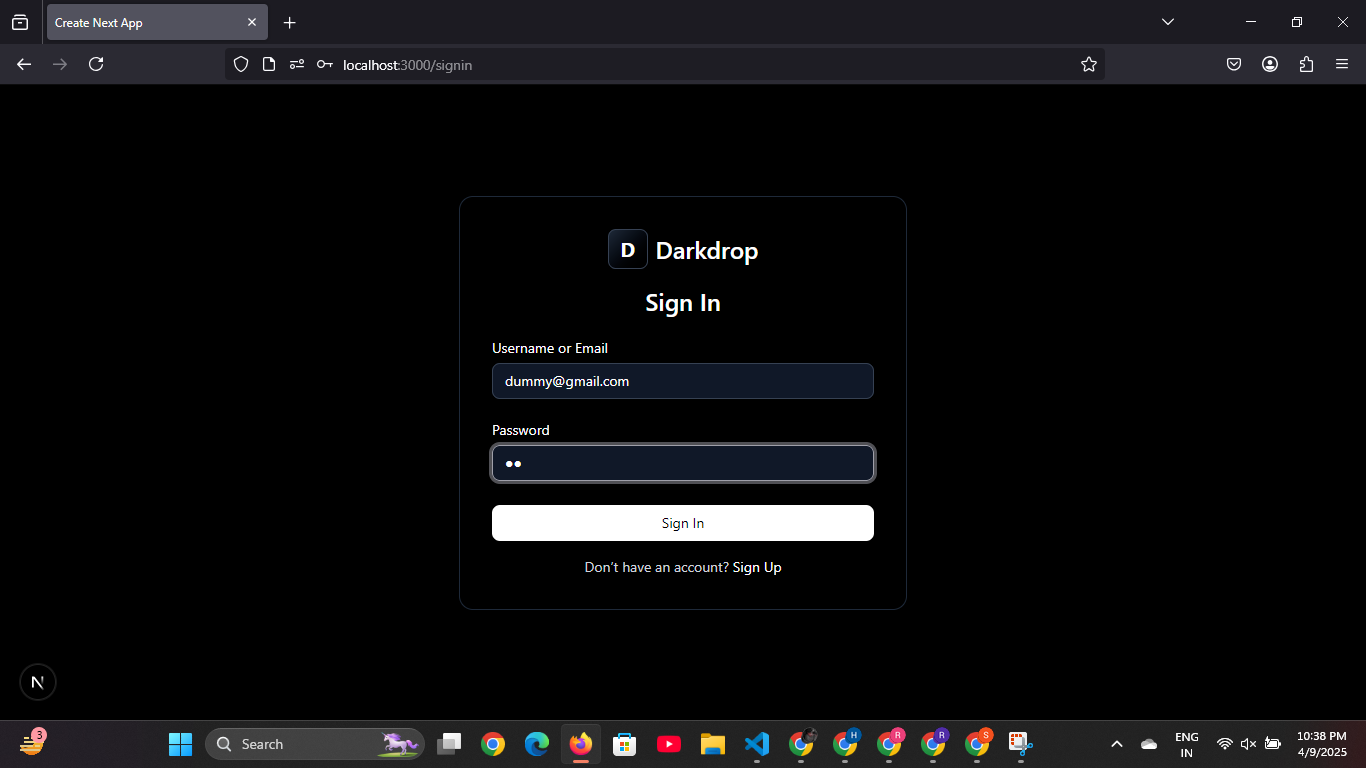 Create Next App
localhost:3000/signin
D Darkdrop
Sign In
Username or Email
dummy@gmail.com
Password
••
Sign In
Don't have an account? Sign Up
N
3
Search
H
R
R
S
ENG
IN
10:38 PM
4/9/2025